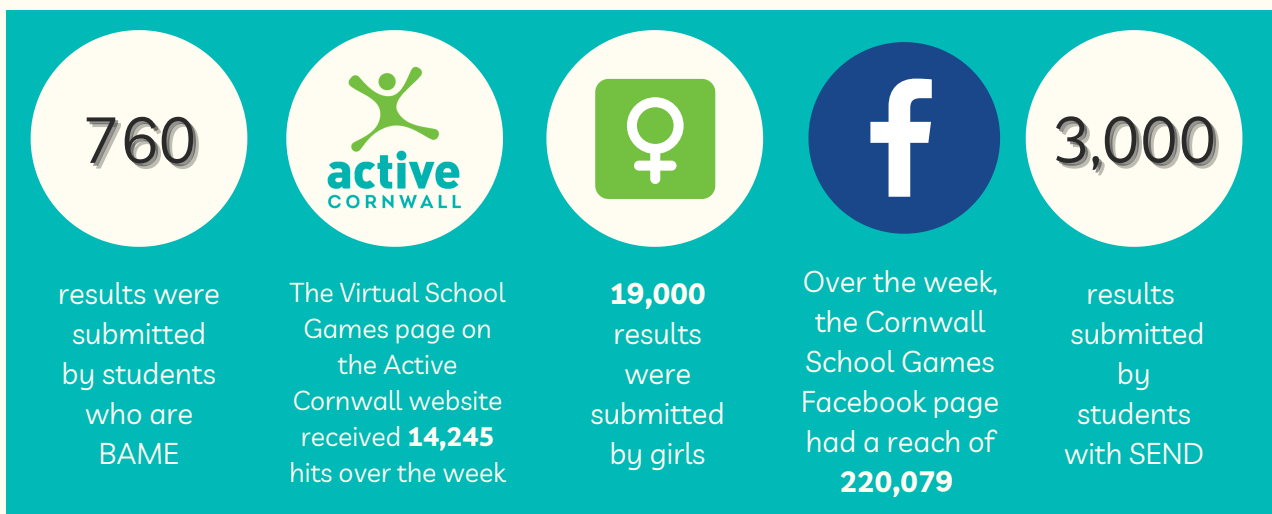 760
results were
submitted
by students
who are
BAME
active
CORNWALL
The Virtual School
Games page on
the Active
Cornwall website
received 14,245
hits over the week
19,000
results
were
submitted
by girls
f
Over the week,
the Cornwall
School Games
Facebook page
had a reach of
220,079
3,000
results
submitted
by
students
with SEND